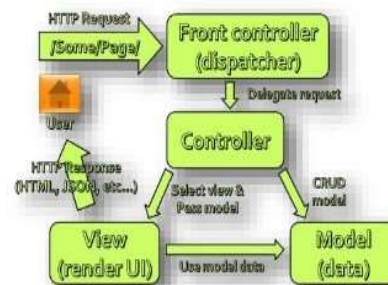 HTTP Request
/Some/Page/
Front controller
(dispatcher)
User
Delegate request
Controller
HTTP Response
(HTML, JSON, etc...)
Select view &
Pass model
CRUD
model
View
(render UI)
Use model data
Model
(data)